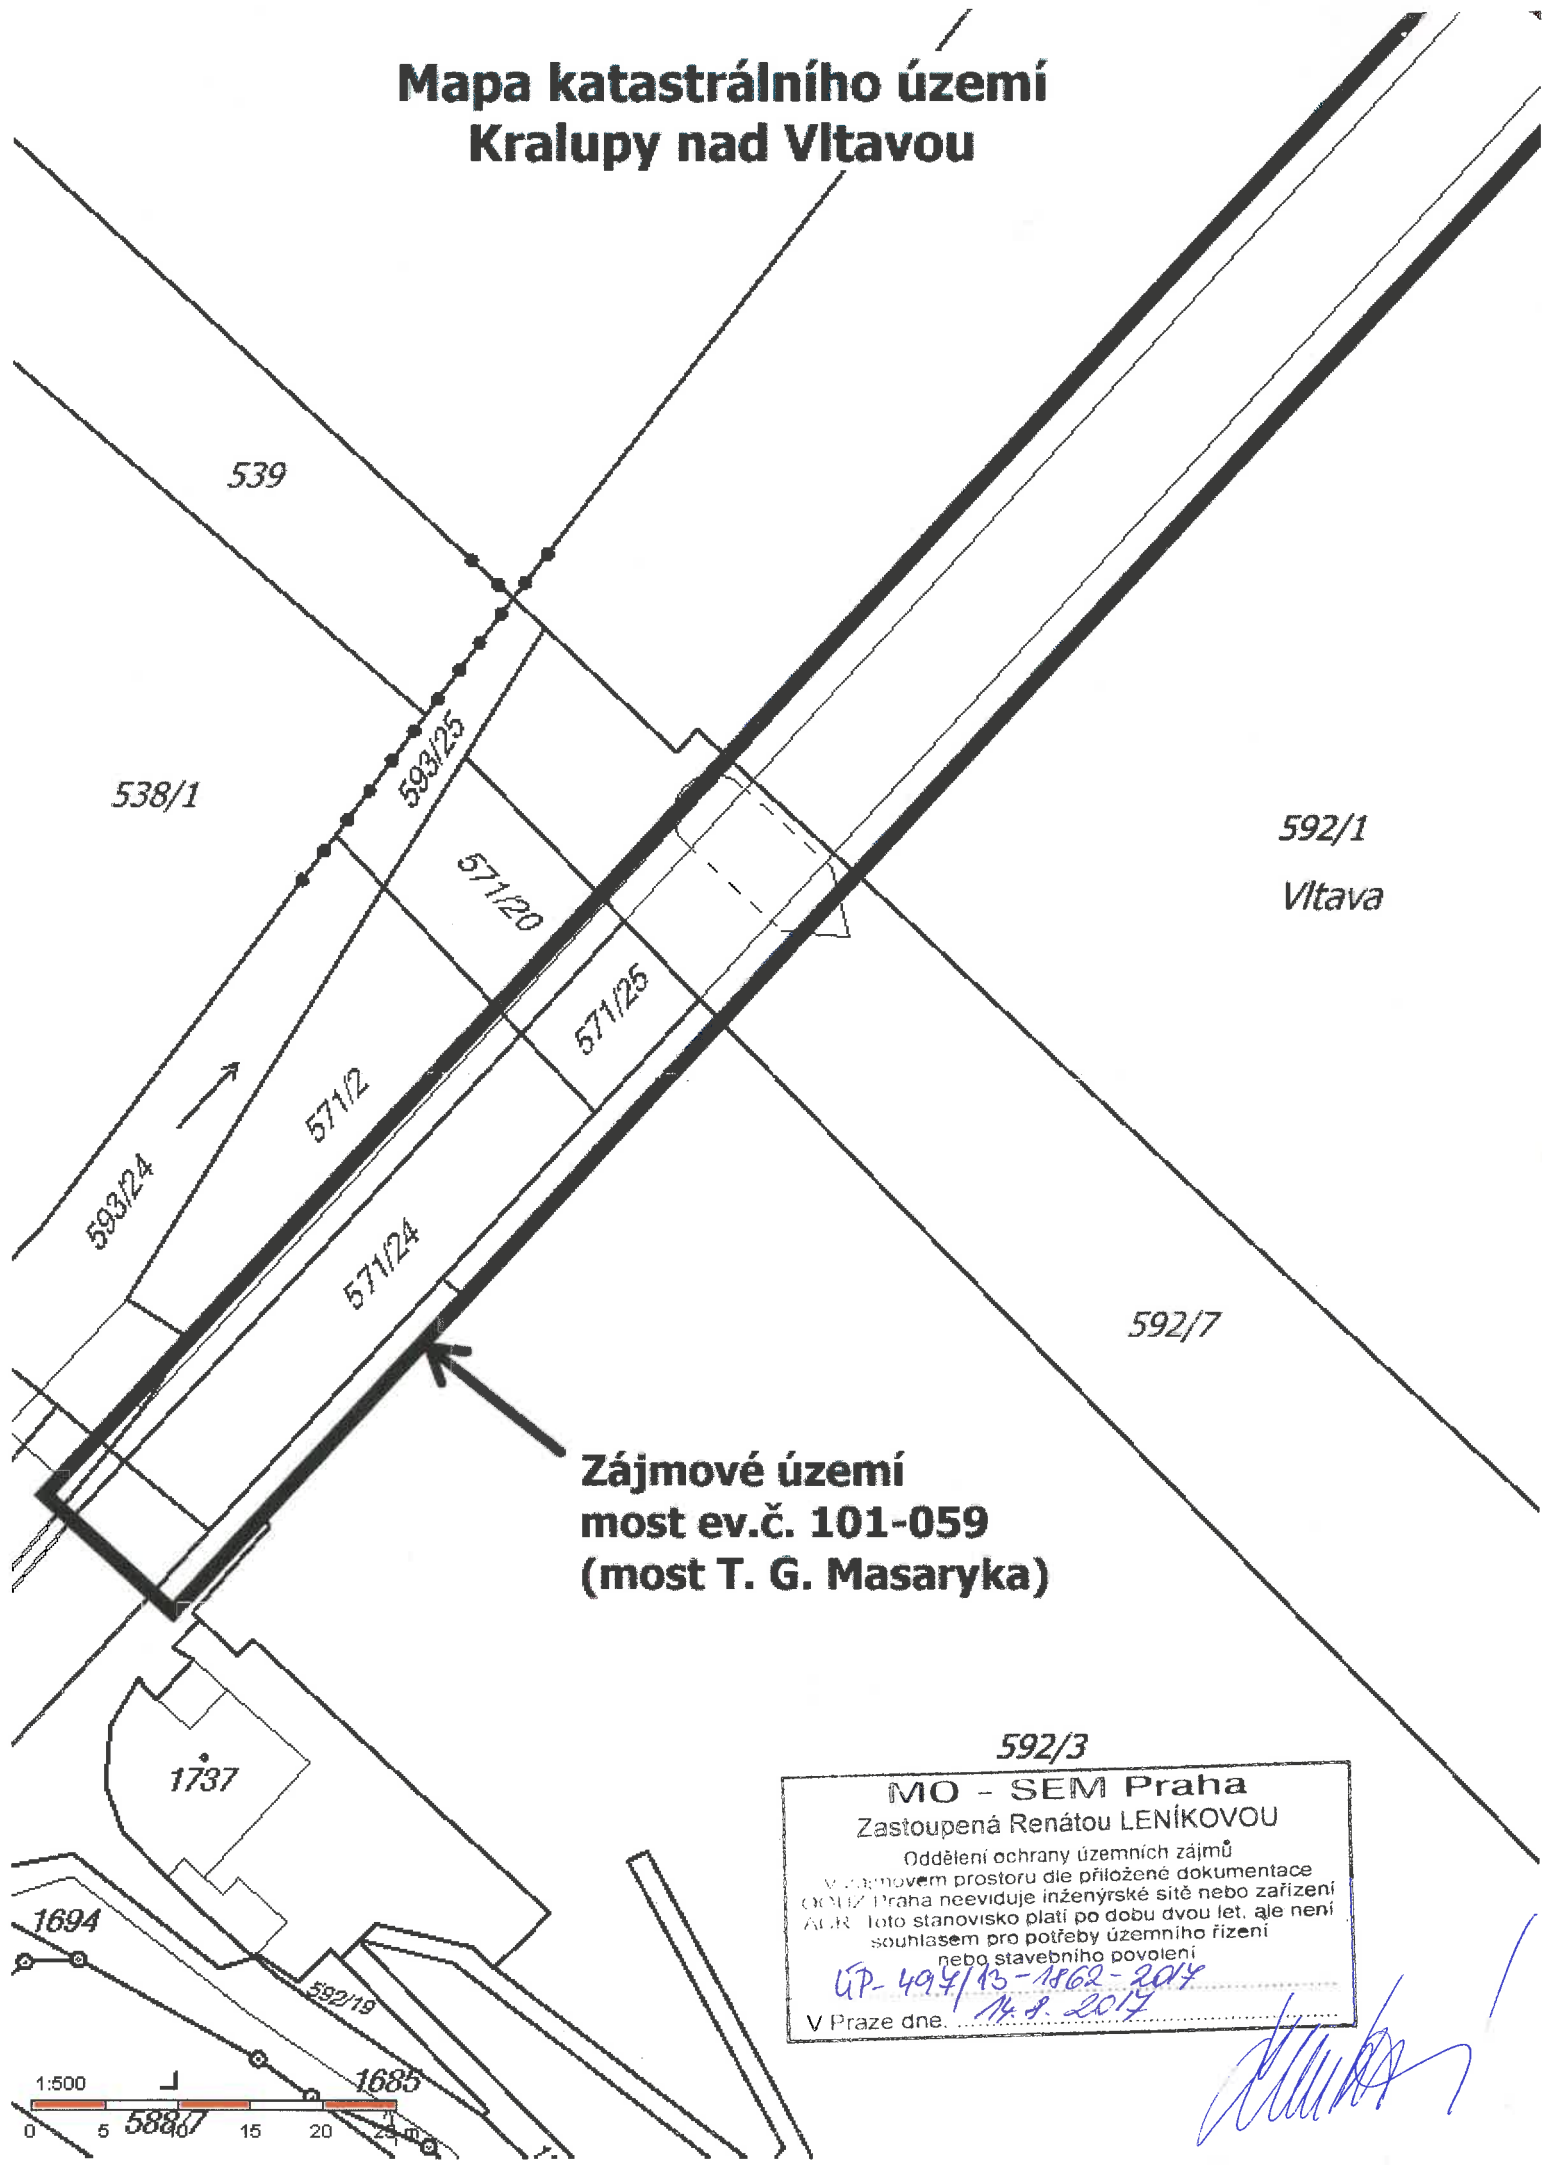 Mapa katastrálního území
Kralupy nad Vltavou
539
593/25
538/1
592/1
571/20
Vltava
571/25
571/2
593/24
571/24
592/7
Zájmové území
most ev.č. 101-059
(most T. G. Masaryka)
592/3
1737
MO - SEM Praha
Zastoupená Renátou LENÍKOVOU
Oddělení ochrany územních zájmů
prostoru dle přiložené dokumentace
Praha neeviduje inženýrské sítě nebo zařízení
Toto stanovisko platí po dobu dvou let, ale není
souhlasem pro potřeby územního řízení
nebo stavebního povolení
ÚP-497/13-1862-2017
V Praze dne. 14.8.2017
1694
592/19
1:500
1685
588/7
0 5 10 15 20 25 m